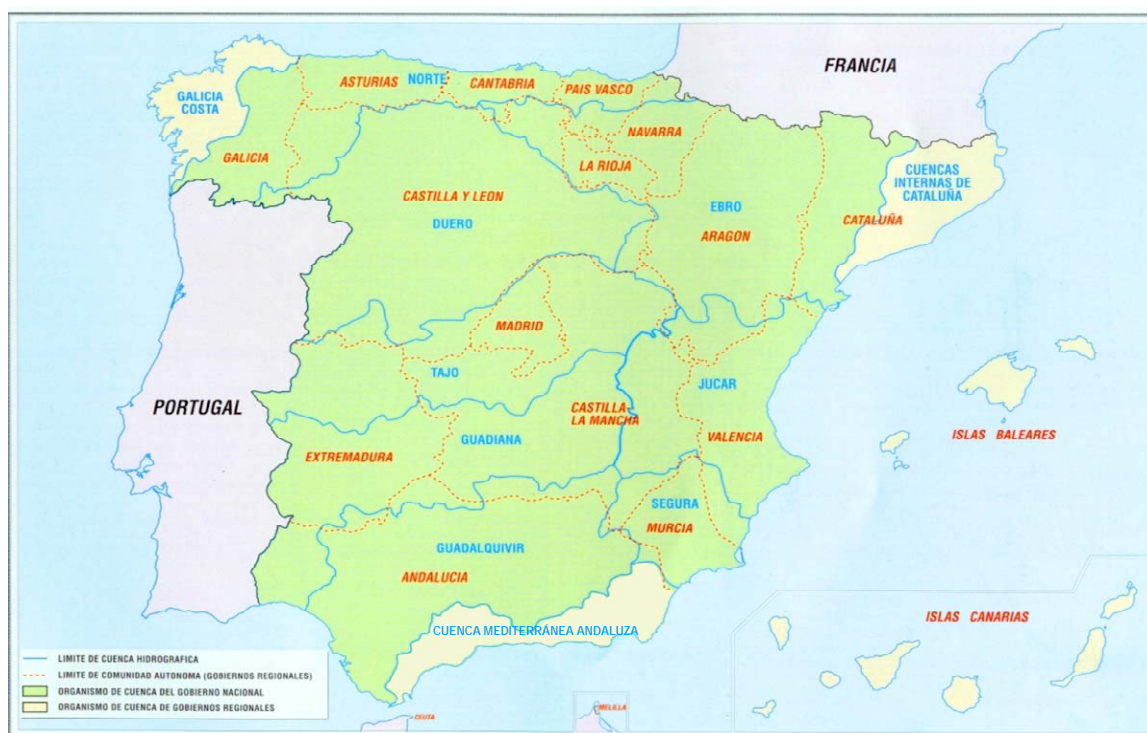 FRANCIA
ASTURIAS
NORTE
CANTABRIA
PAIS VASCO
GALICIA
COSTA
NAVARRA
GALICIA
LA RIOJA
CUENCAS
INTERNAS DE
CATALUÑA
CASTILLA Y LEON
DUERO
EBRO
ARAGON
CATALUÑA
MADRID
TAJO
JUCAR
PORTUGAL
CASTILLA-
LA MANCHA
ISLAS BALEARES
GUADIANA
VALENCIA
EXTREMADURA
SEGURA
MURCIA
GUADALQUIVIR
ANDALUCIA
CUENCA MEDITERRÁNEA ANDALUZA
ISLAS CANARIAS
LIMITE DE CUENCA HIDROGRAFICA
LIMITE DE COMUNIDAD AUTONOMA (GOBIERNOS REGIONALES)
ORGANISMO DE CUENCA DEL GOBIERNO NACIONAL
ORGANISMO DE CUENCA DE GOBIERNOS REGIONALES
CEUTA
MELILLA